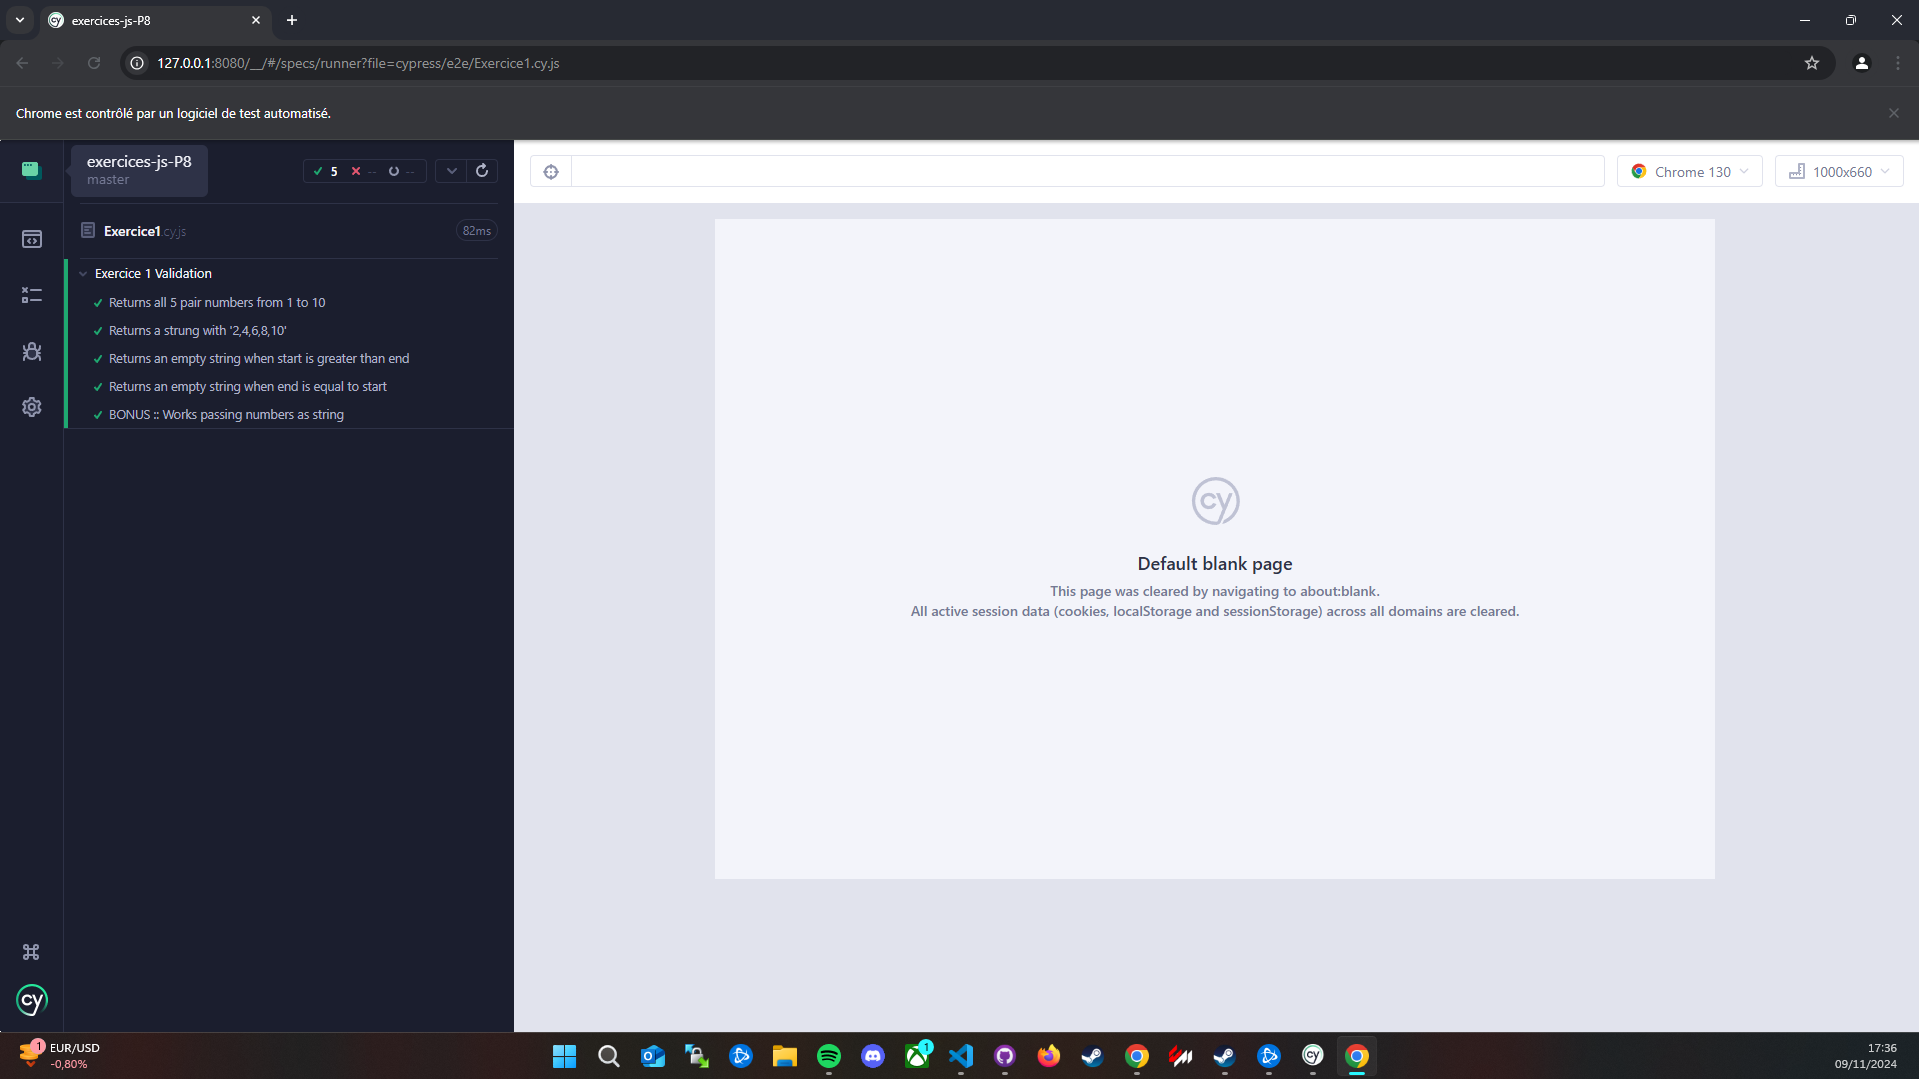 exercices-js-P8
127.0.0.1:8080/__/#/specs/runner?file=cypress/e2e/Exercice1.cy.js
Chrome est contrôlé par un logiciel de test automatisé.
exercices-js-P8
master
5 -- --
Chrome 130
1000x660
Exercice1.cy.js
82ms
Exercice 1 Validation
Returns all 5 pair numbers from 1 to 10
Returns a strung with '2,4,6,8,10'
Returns an empty string when start is greater than end
Returns an empty string when end is equal to start
BONUS :: Works passing numbers as string
cy
Default blank page
This page was cleared by navigating to about:blank.
All active session data (cookies, localStorage and sessionStorage) across all domains are cleared.
cy
1
EUR/USD
-0,80%
1
17:36
09/11/2024